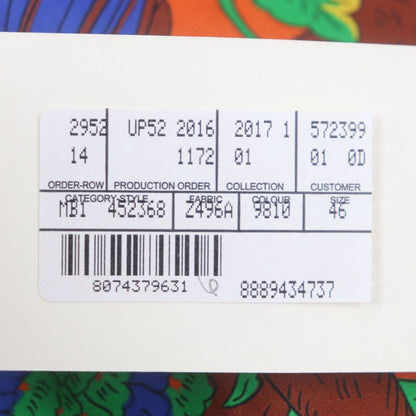 2952 UP52 2016 2017 1 572399
14 1172 01 01 0D
ORDER-ROW PRODUCTION ORDER COLLECTION CUSTOMER
CATEGORY-STYLE FABRIC COLOUR SIZE
MB1 452368 Z496A 9810 46
8074379631 8889434737